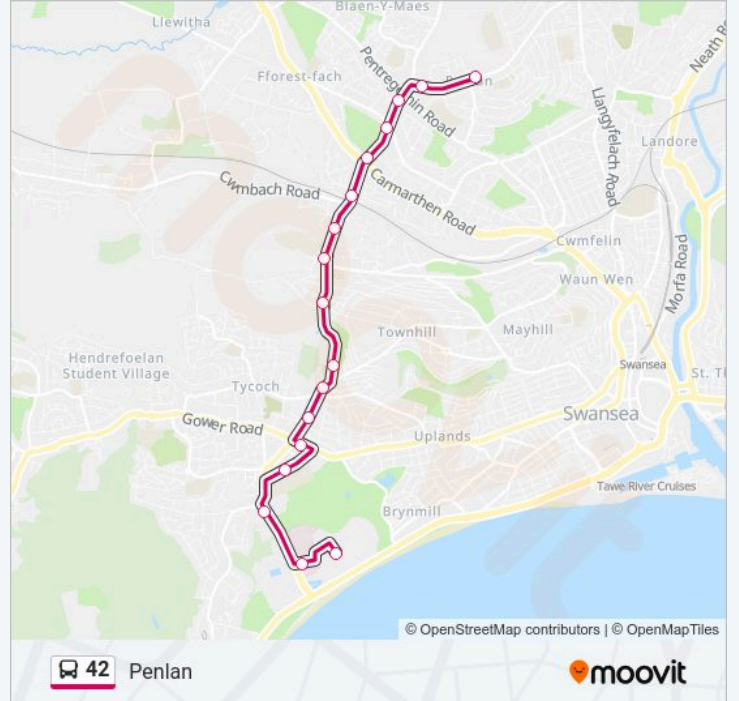 Blaen-Y-Maes
Llewitha
Neath Ro
Fforest-fach
Pentregethin Road
Llangyfelach Road
Landore
Carmarthen Road
Cwmbach Road
Cwmfelin
Waun Wen
Morfa Road
Townhill
Mayhill
Hendrefoelan
Student Village
Swansea
St. Th
Tycoch
Swansea
Gower Road
Uplands
Tawe River Cruises
Brynmill
© OpenStreetMap contributors | © OpenMapTiles
42 Penlan
moovit